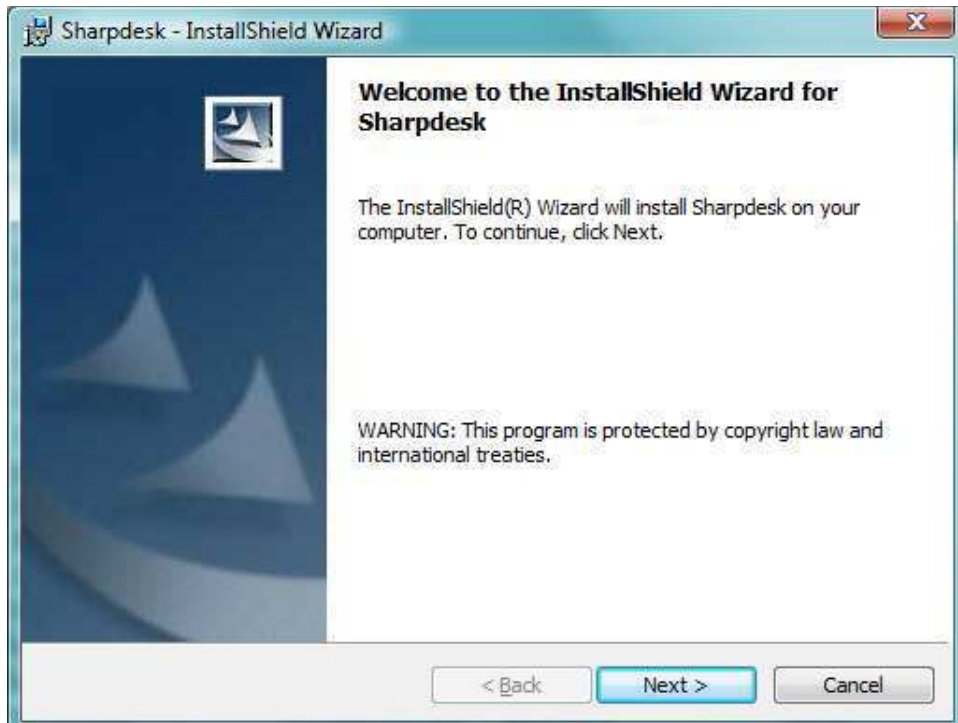 Sharpdesk - InstallShield Wizard
X
Welcome to the InstallShield Wizard for
Sharpdesk
The InstallShield(R) Wizard will install Sharpdesk on your
computer. To continue, click Next.
WARNING: This program is protected by copyright law and
international treaties.
< Back
Next >
Cancel